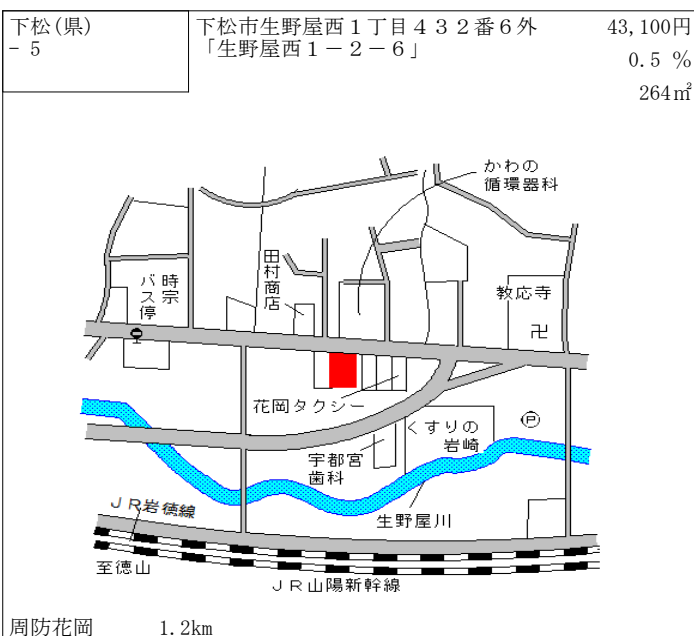 下松(県)
- 5
下松市生野屋西１丁目４３２番６外
「生野屋西１－２－６」
43,100円
0.5 %
264㎡
かわの
循環器科
田村商店
時宗
バス停
教応寺
卍
花岡タクシー
くすりの
岩崎
Ｐ
宇都宮
歯科
生野屋川
ＪＲ岩徳線
至徳山
ＪＲ山陽新幹線
周防花岡　　1.2km